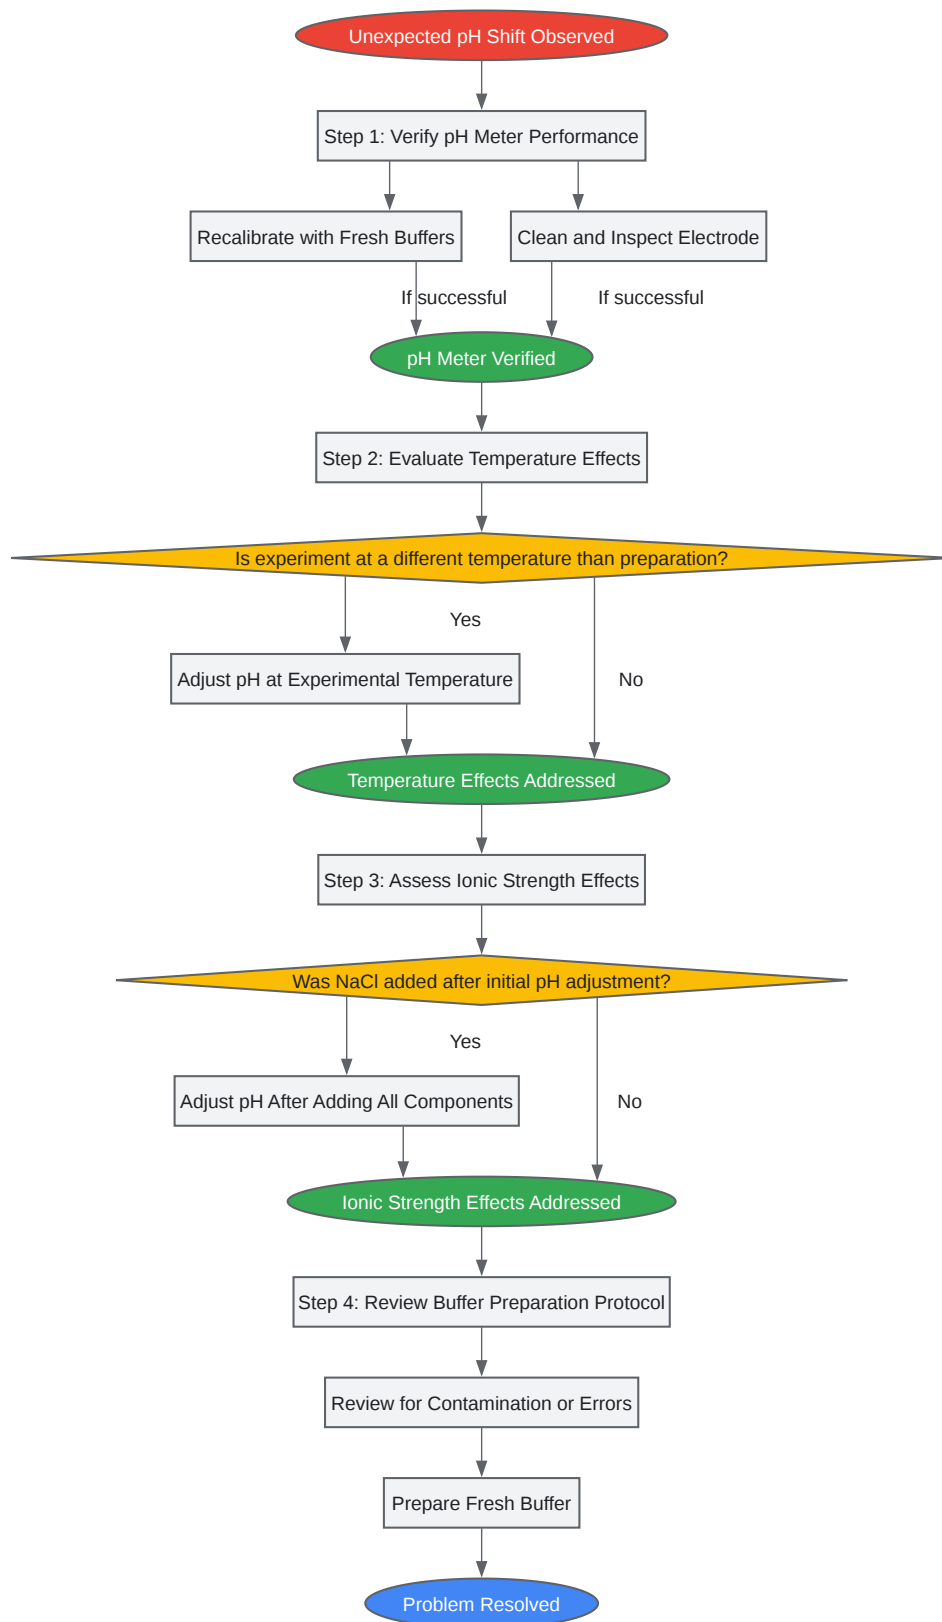 Unexpected pH Shift Observed
Step 1: Verify pH Meter Performance
Recalibrate with Fresh Buffers
Clean and Inspect Electrode
If successful
If successful
pH Meter Verified
Step 2: Evaluate Temperature Effects
Is experiment at a different temperature than preparation?
Yes
Adjust pH at Experimental Temperature
No
Temperature Effects Addressed
Step 3: Assess Ionic Strength Effects
Was NaCl added after initial pH adjustment?
Yes
Adjust pH After Adding All Components
No
Ionic Strength Effects Addressed
Step 4: Review Buffer Preparation Protocol
Review for Contamination or Errors
Prepare Fresh Buffer
Problem Resolved